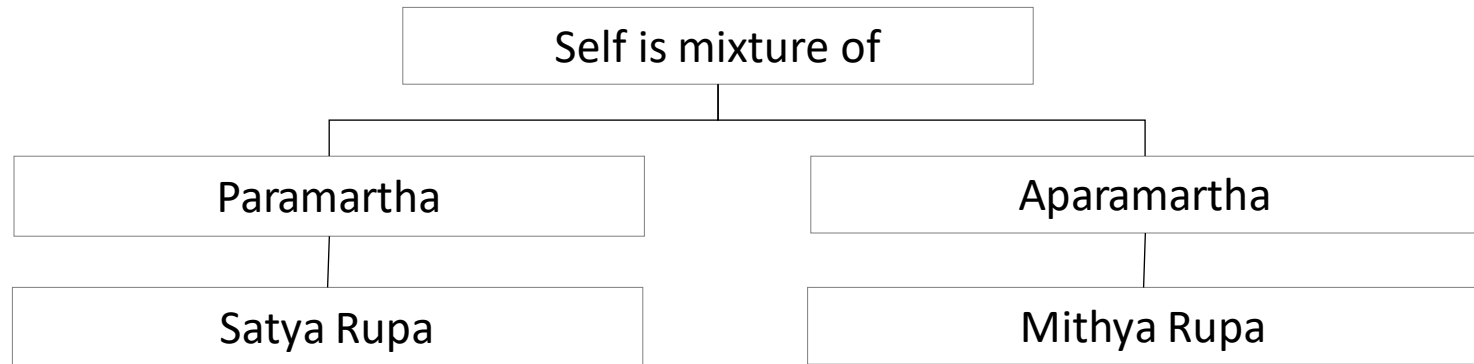 Self is mixture of
Paramartha
Aparamartha
Satya Rupa
Mithya Rupa